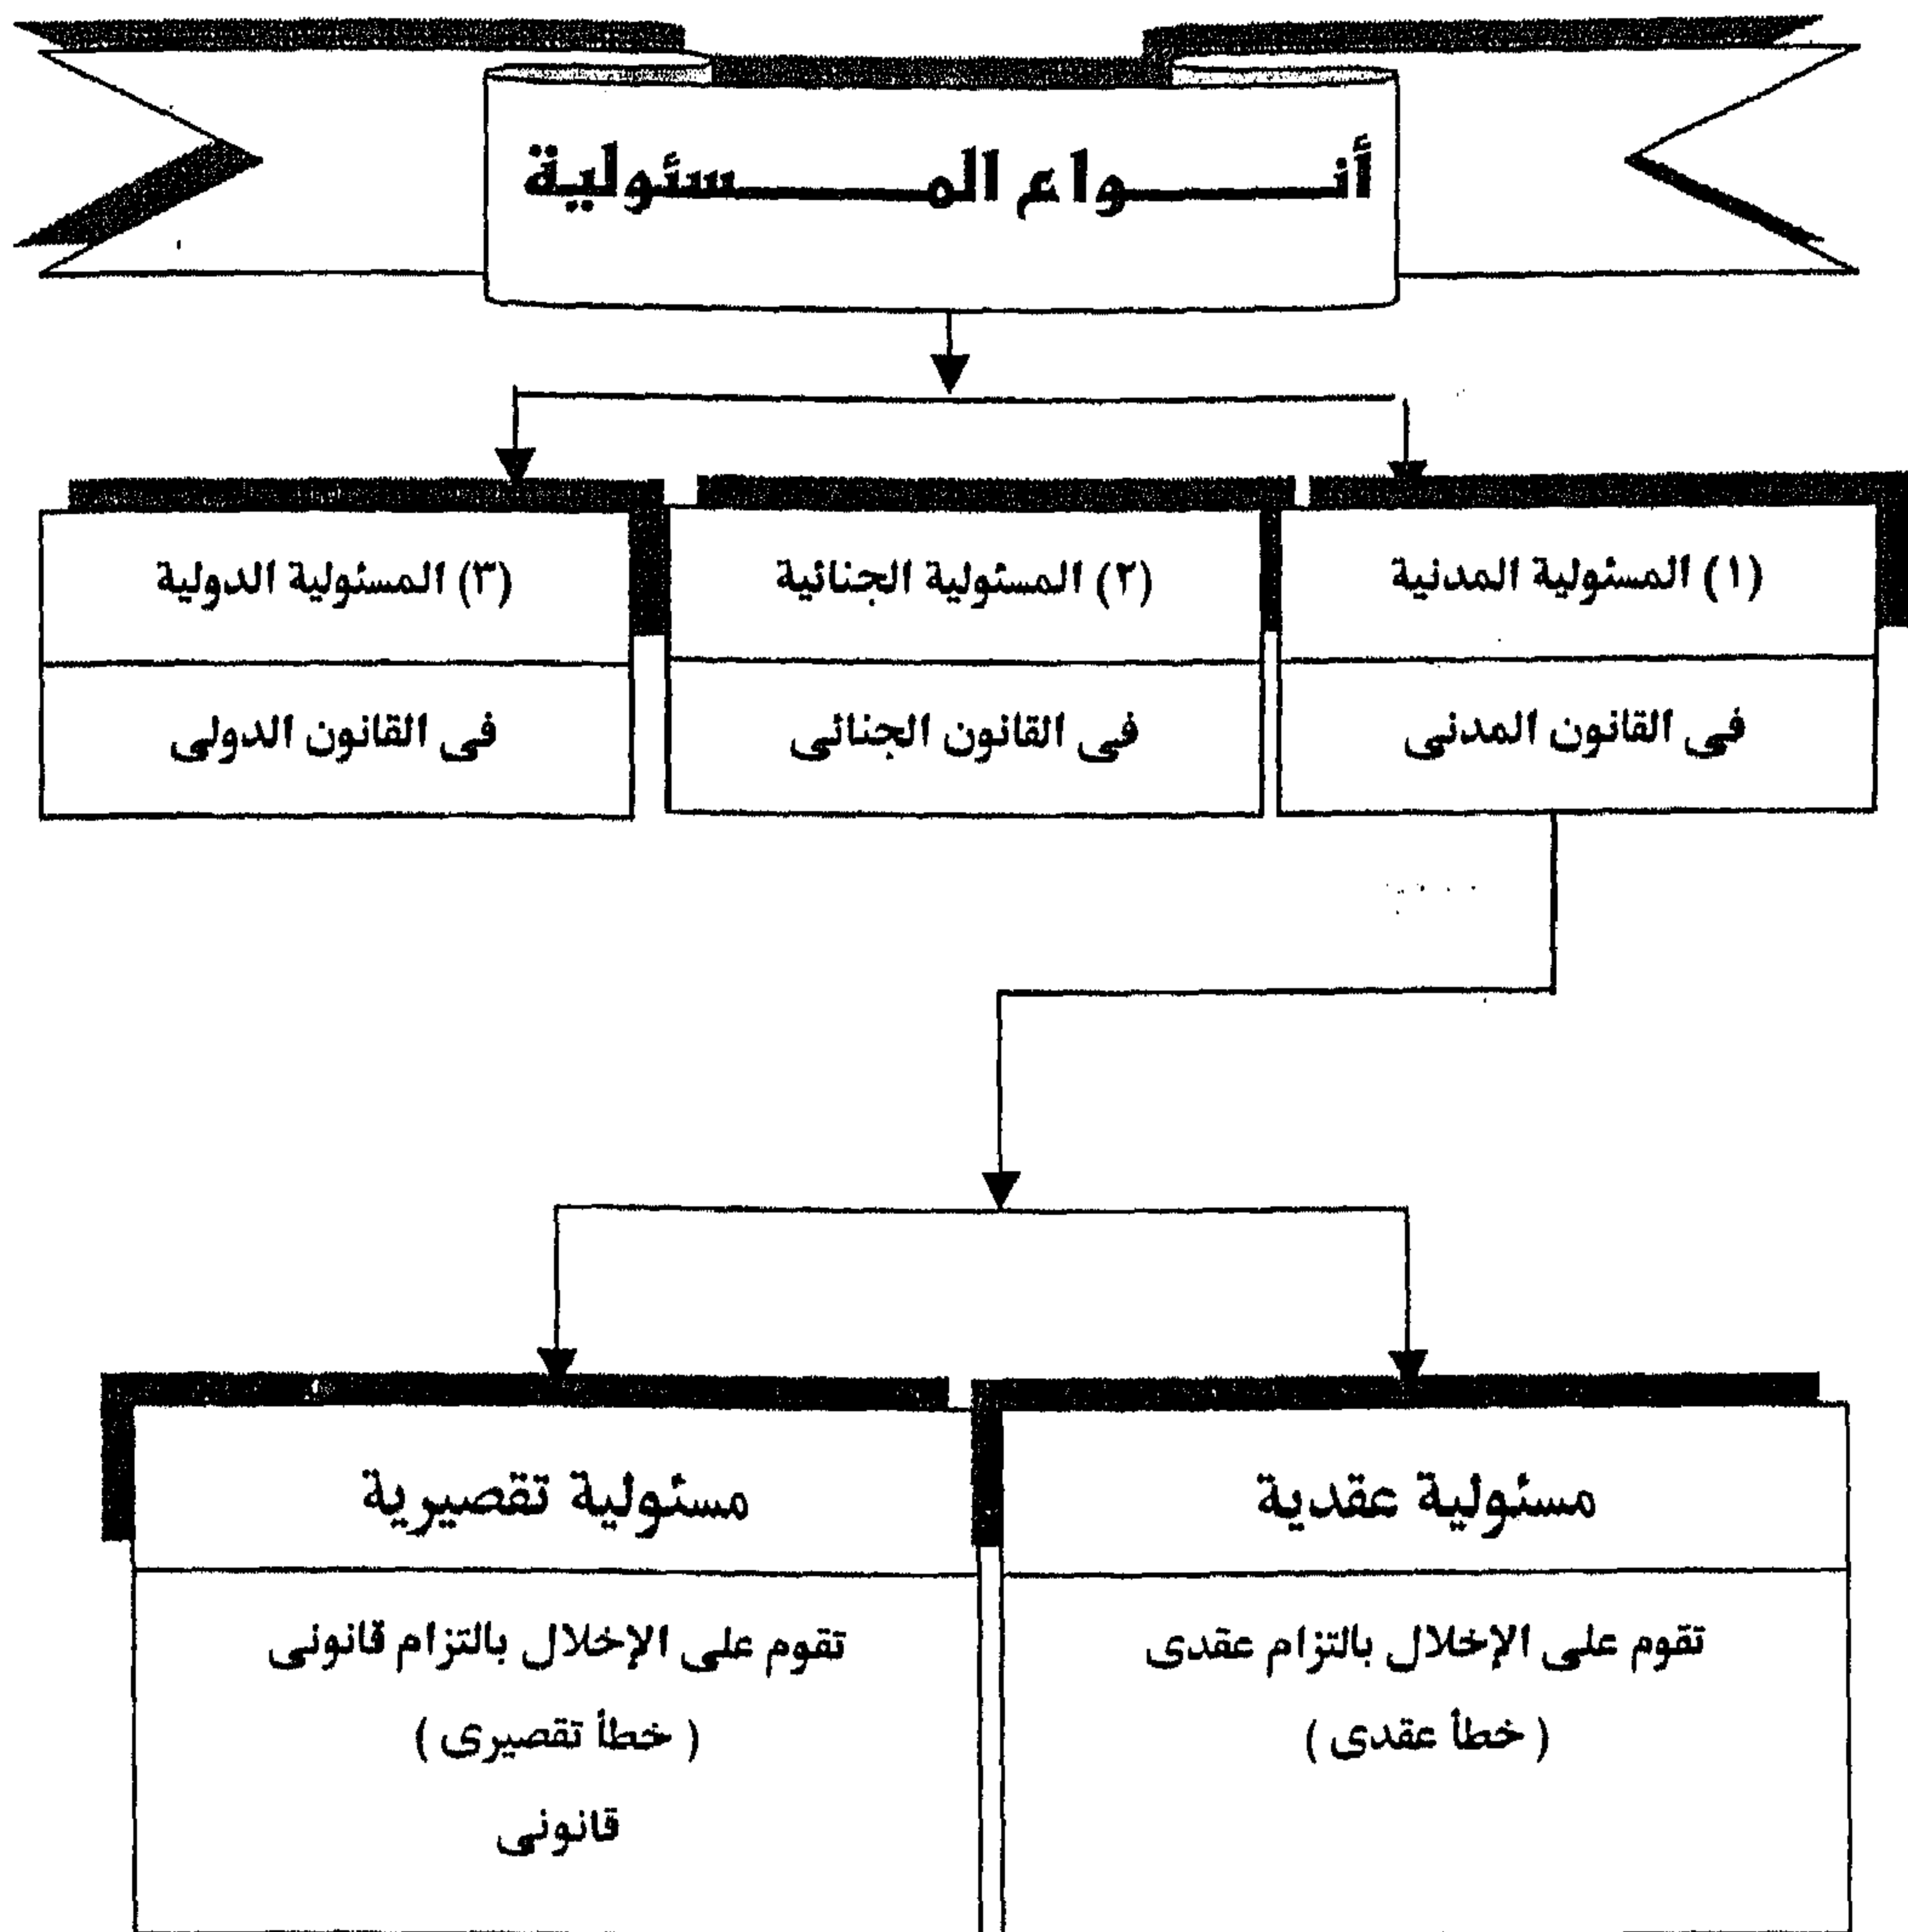 أنـــــواع المـــــسئولية
(١) المسئولية المدنية
فى القانون المدنى
(٢) المسئولية الجنائية
فى القانون الجنائى
(٣) المسئولية الدولية
فى القانون الدولى
مسئولية عقدية
تقوم على الإخلال بالتزام عقدى
( خطأ عقدى )
مسئولية تقصيرية
تقوم على الإخلال بالتزام قانونى
( خطأ تقصيرى )
قانونى